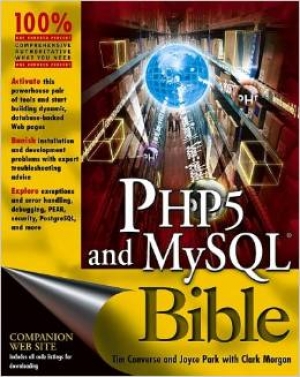 100%
ONE HUNDRED PERCENT
COMPREHENSIVE
AUTHORITATIVE
WHAT YOU NEED
ONE HUNDRED PERCENT
Activate this
powerhouse pair
of tools and start
building dynamic,
database-backed
Web pages
Banish installation
and development
problems with expert
troubleshooting
advice
Explore exceptions
and error handling,
debugging, PEAR,
security, PostgreSQL,
and more
PHP5
and MySQL®
Bible
Tim Converse and Joyce Park with Clark Morgan
COMPANION
WEB SITE
Includes all code listings for
downloading